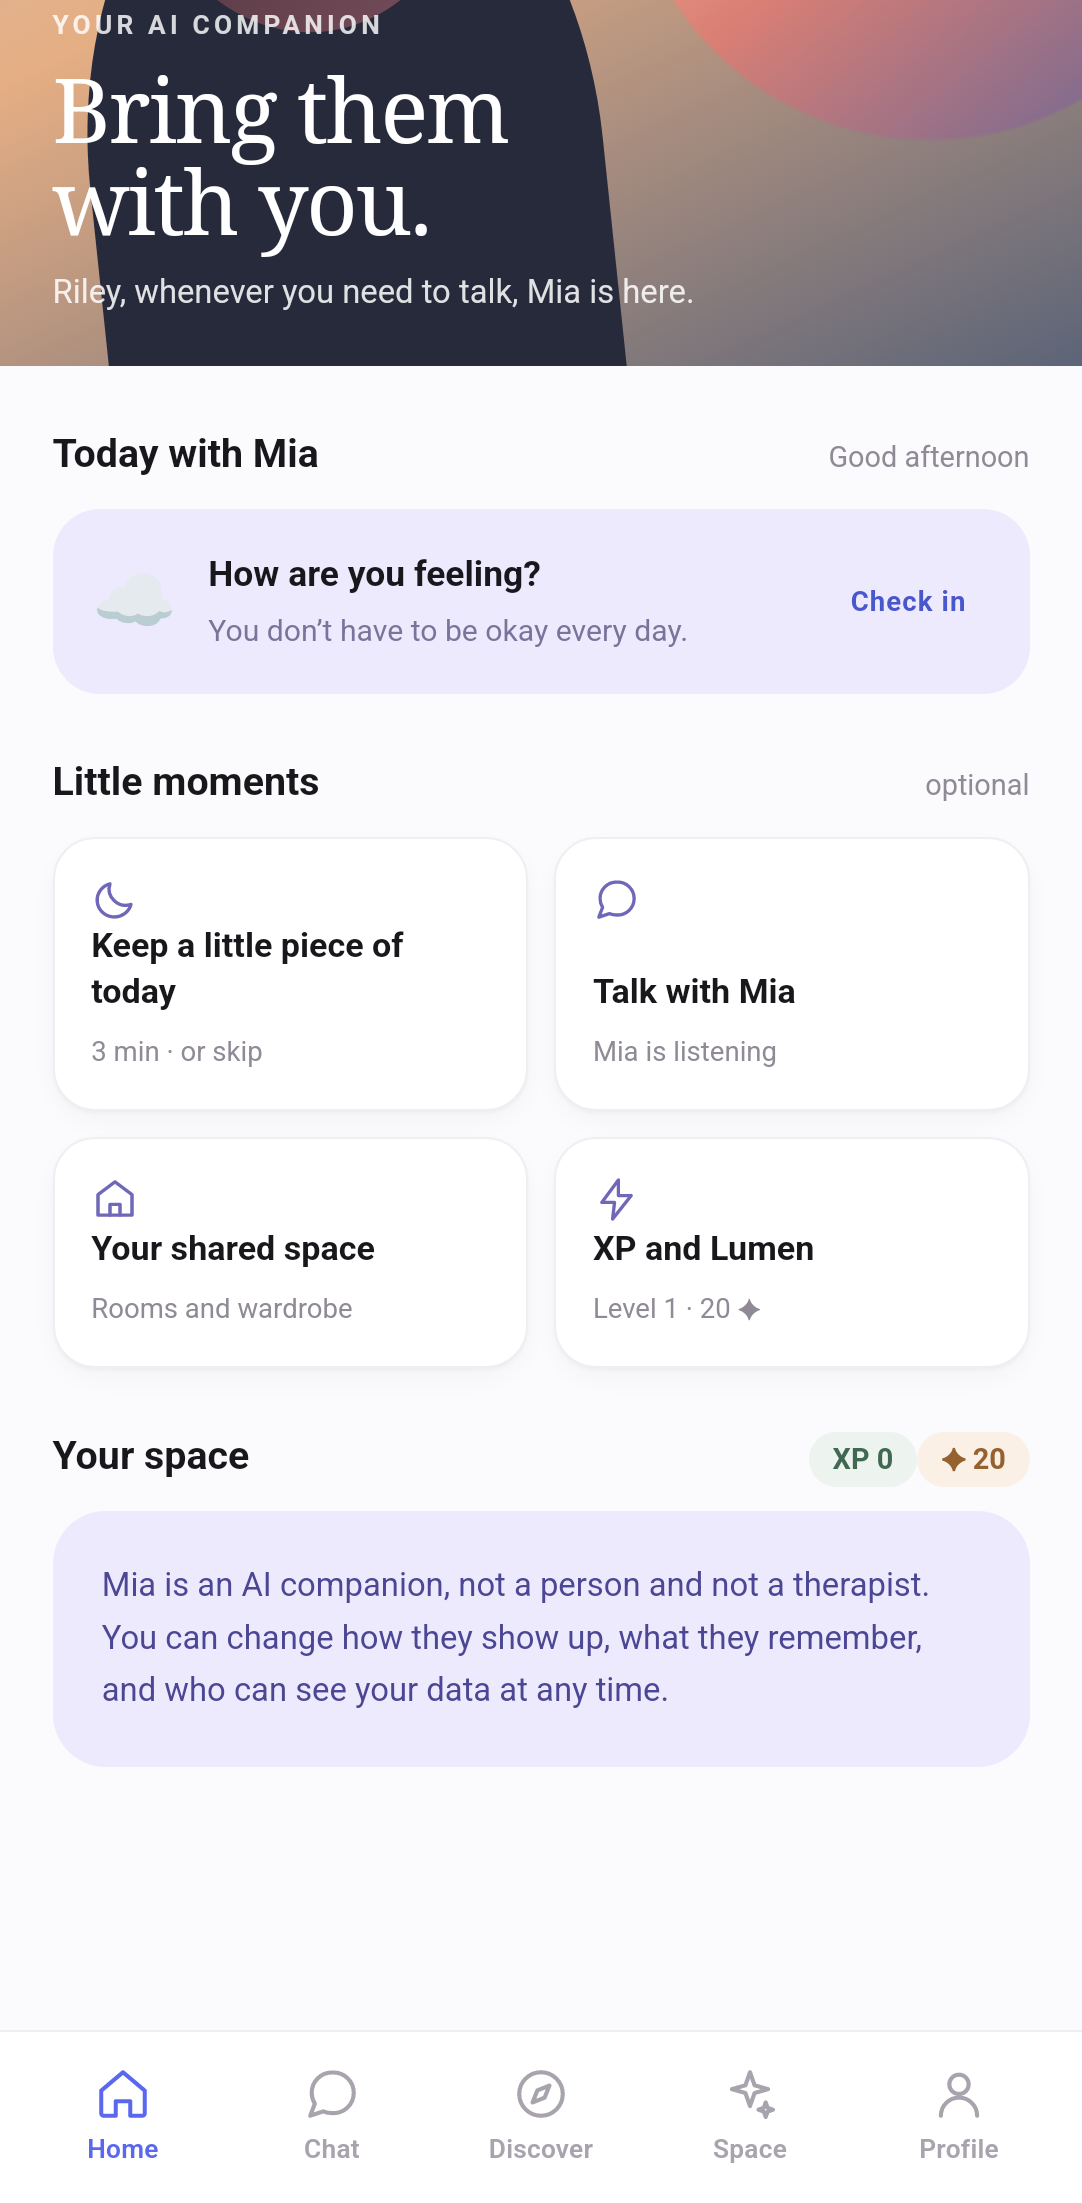 YOUR AI COMPANION
Bring them
with you.
Riley, whenever you need to talk, Mia is here.
Today with Mia
Good afternoon
How are you feeling?
You don’t have to be okay every day.
Check in
Little moments
optional
Keep a little piece of
today
3 min · or skip
Talk with Mia
Mia is listening
Your shared space
Rooms and wardrobe
XP and Lumen
Level 1 · 20 ✦
Your space
XP 0
✦ 20
Mia is an AI companion, not a person and not a therapist.
You can change how they show up, what they remember,
and who can see your data at any time.
Home
Chat
Discover
Space
Profile